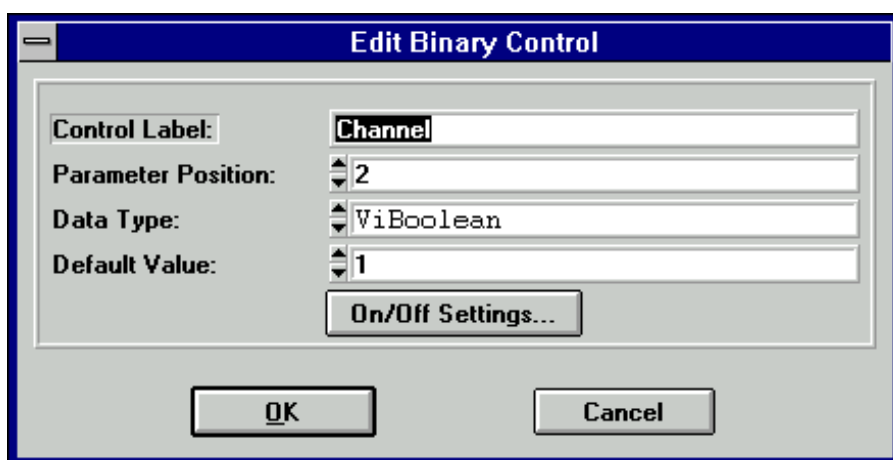 Edit Binary Control
Control Label: Channel
Parameter Position: 2
Data Type: ViBoolean
Default Value: 1
On/Off Settings...
OK Cancel